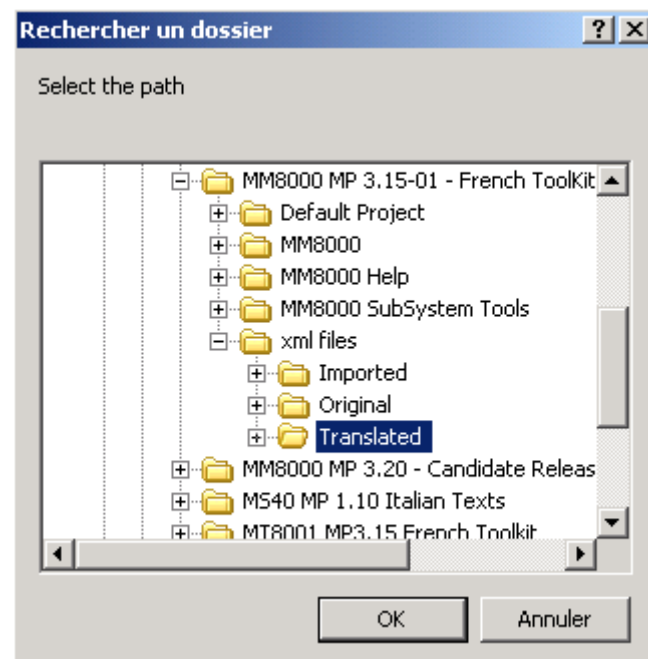 Rechercher un dossier
Select the path
MM8000 MP 3.15-01 - French ToolKit
Default Project
MM8000
MM8000 Help
MM8000 SubSystem Tools
xml files
Imported
Original
Translated
MM8000 MP 3.20 - Candidate Releas
MS40 MP 1.10 Italian Texts
MT8001 MP3.15 French Toolkit
OK
Annuler